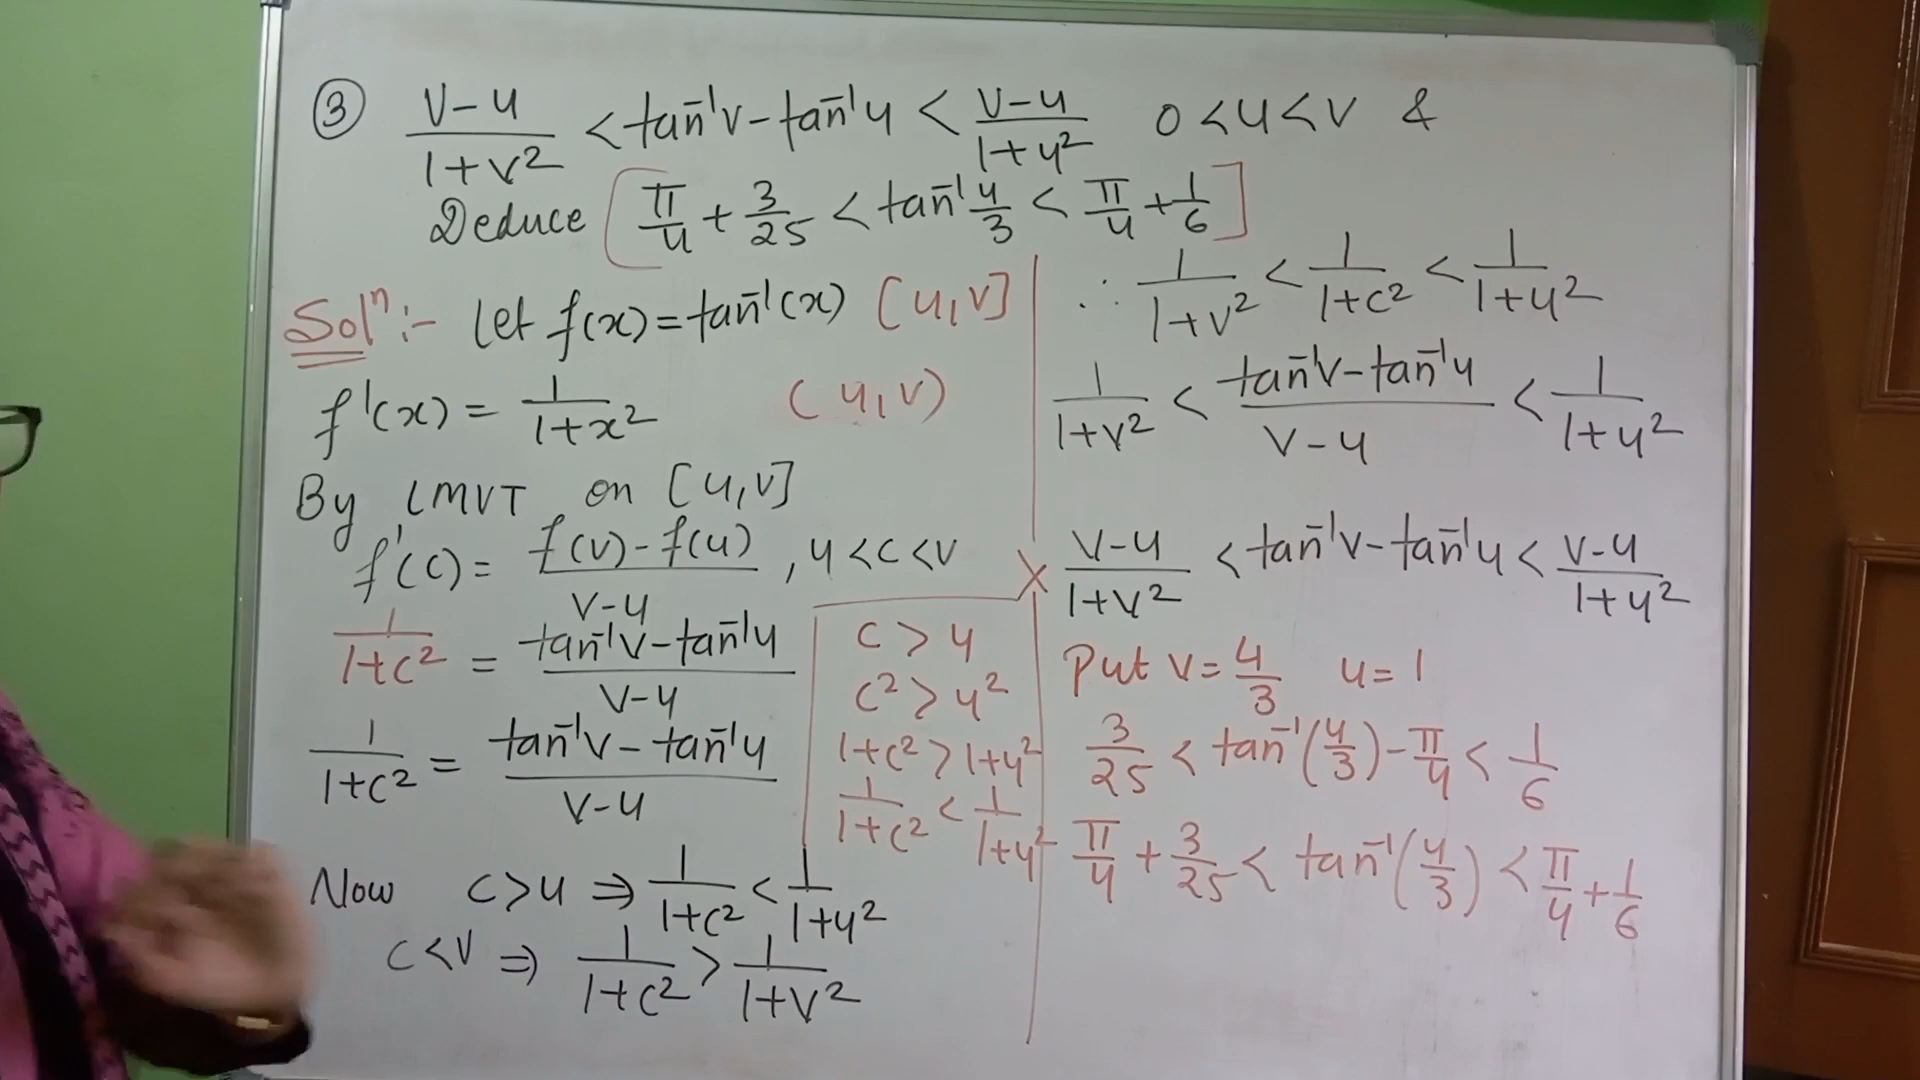 ③ (v-u)/(1+v²) < tan⁻¹v - tan⁻¹u < (v-u)/(1+u²)  0<u<v &
Deduce [π/4 + 3/25 < tan⁻¹ 4/3 < π/4 + 1/6]
Solⁿ:- Let f(x) = tan⁻¹(x) [u,v]
f'(x) = 1/(1+x²)  (u,v)
By LMVT on [u,v]
f'(c) = (f(v)-f(u))/(v-u), u<c<v
1/(1+c²) = (tan⁻¹v - tan⁻¹u)/(v-u)
1/(1+c²) = (tan⁻¹v - tan⁻¹u)/(v-u)
Now c>u ⇒ 1/(1+c²) < 1/(1+u²)
c<v ⇒ 1/(1+c²) > 1/(1+v²)
c > u
c² > u²
1+c² > 1+u²
1/(1+c²) < 1/(1+u²)
∴ 1/(1+v²) < 1/(1+c²) < 1/(1+u²)
1/(1+v²) < (tan⁻¹v - tan⁻¹u)/(v-u) < 1/(1+u²)
(v-u)/(1+v²) < tan⁻¹v - tan⁻¹u < (v-u)/(1+u²)
Put v = 4/3  u = 1
3/25 < tan⁻¹(4/3) - π/4 < 1/6
π/4 + 3/25 < tan⁻¹(4/3) < π/4 + 1/6